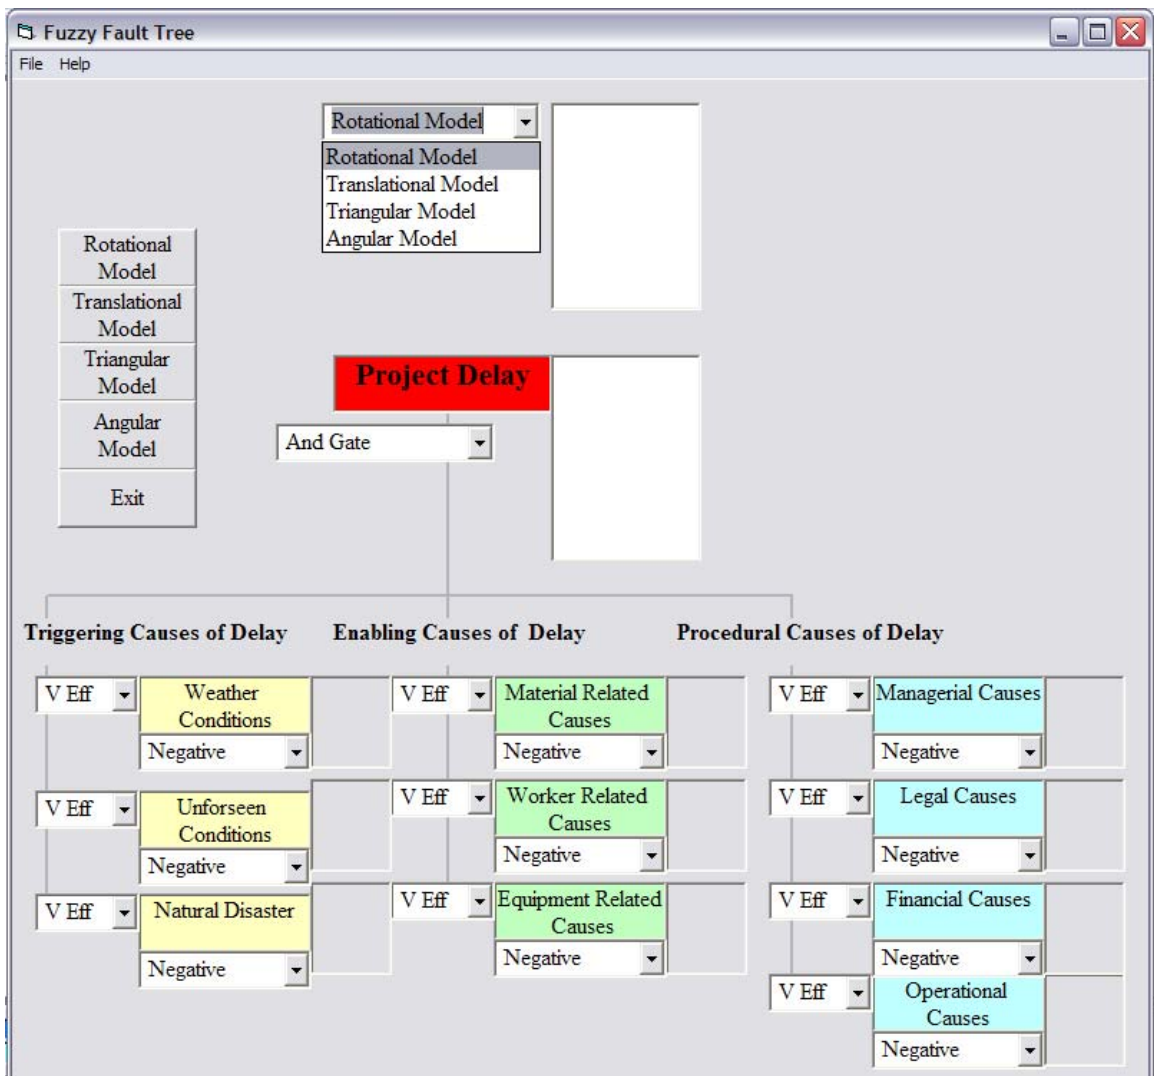 Fuzzy Fault Tree
File Help
Rotational Model
Rotational Model
Translational Model
Triangular Model
Angular Model
Rotational
Model
Translational
Model
Triangular
Model
Angular
Model
Exit
Project Delay
And Gate
Triggering Causes of Delay
Enabling Causes of Delay
Procedural Causes of Delay
V Eff
Weather
Conditions
Negative
V Eff
Unforseen
Conditions
Negative
V Eff
Natural Disaster
Negative
V Eff
Material Related
Causes
Negative
V Eff
Worker Related
Causes
Negative
V Eff
Equipment Related
Causes
Negative
V Eff
Managerial Causes
Negative
V Eff
Legal Causes
Negative
V Eff
Financial Causes
Negative
V Eff
Operational
Causes
Negative